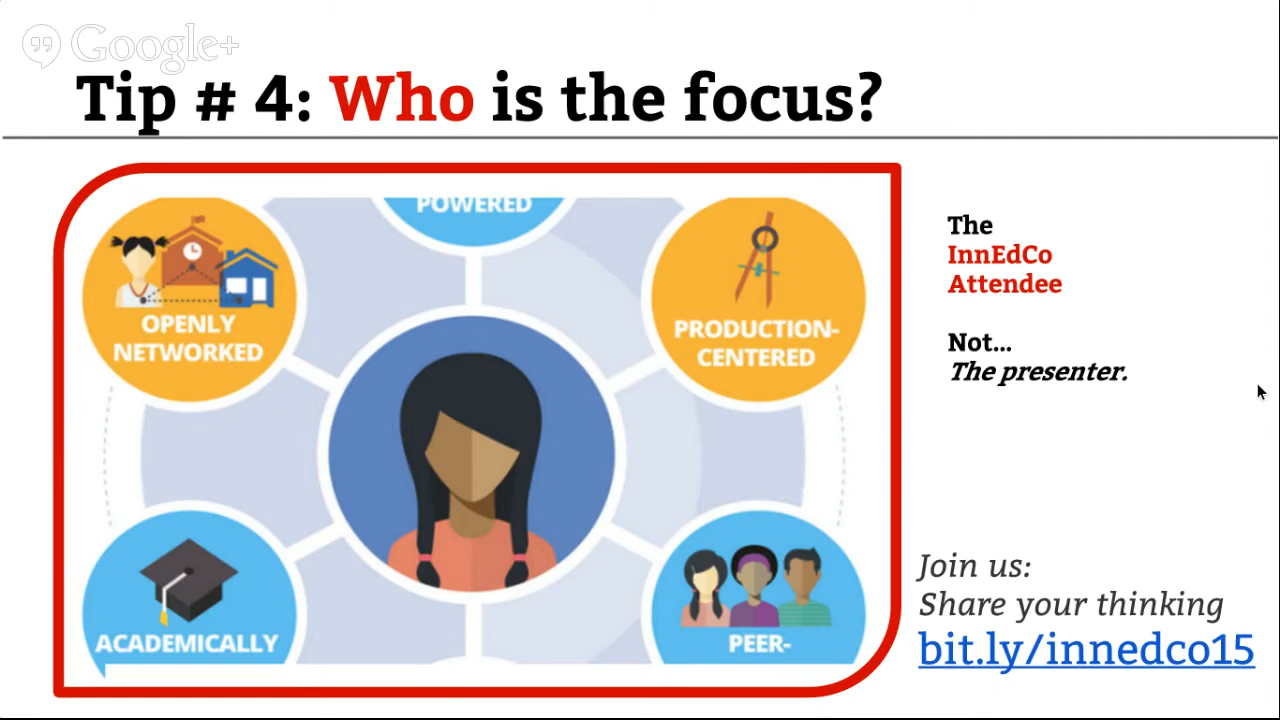 Google+
Tip # 4: Who is the focus?
POWERED
OPENLY
NETWORKED
PRODUCTION-
CENTERED
ACADEMICALLY
PEER-
The
InnEdCo
Attendee
Not...
The presenter.
Join us:
Share your thinking
bit.ly/innedco15